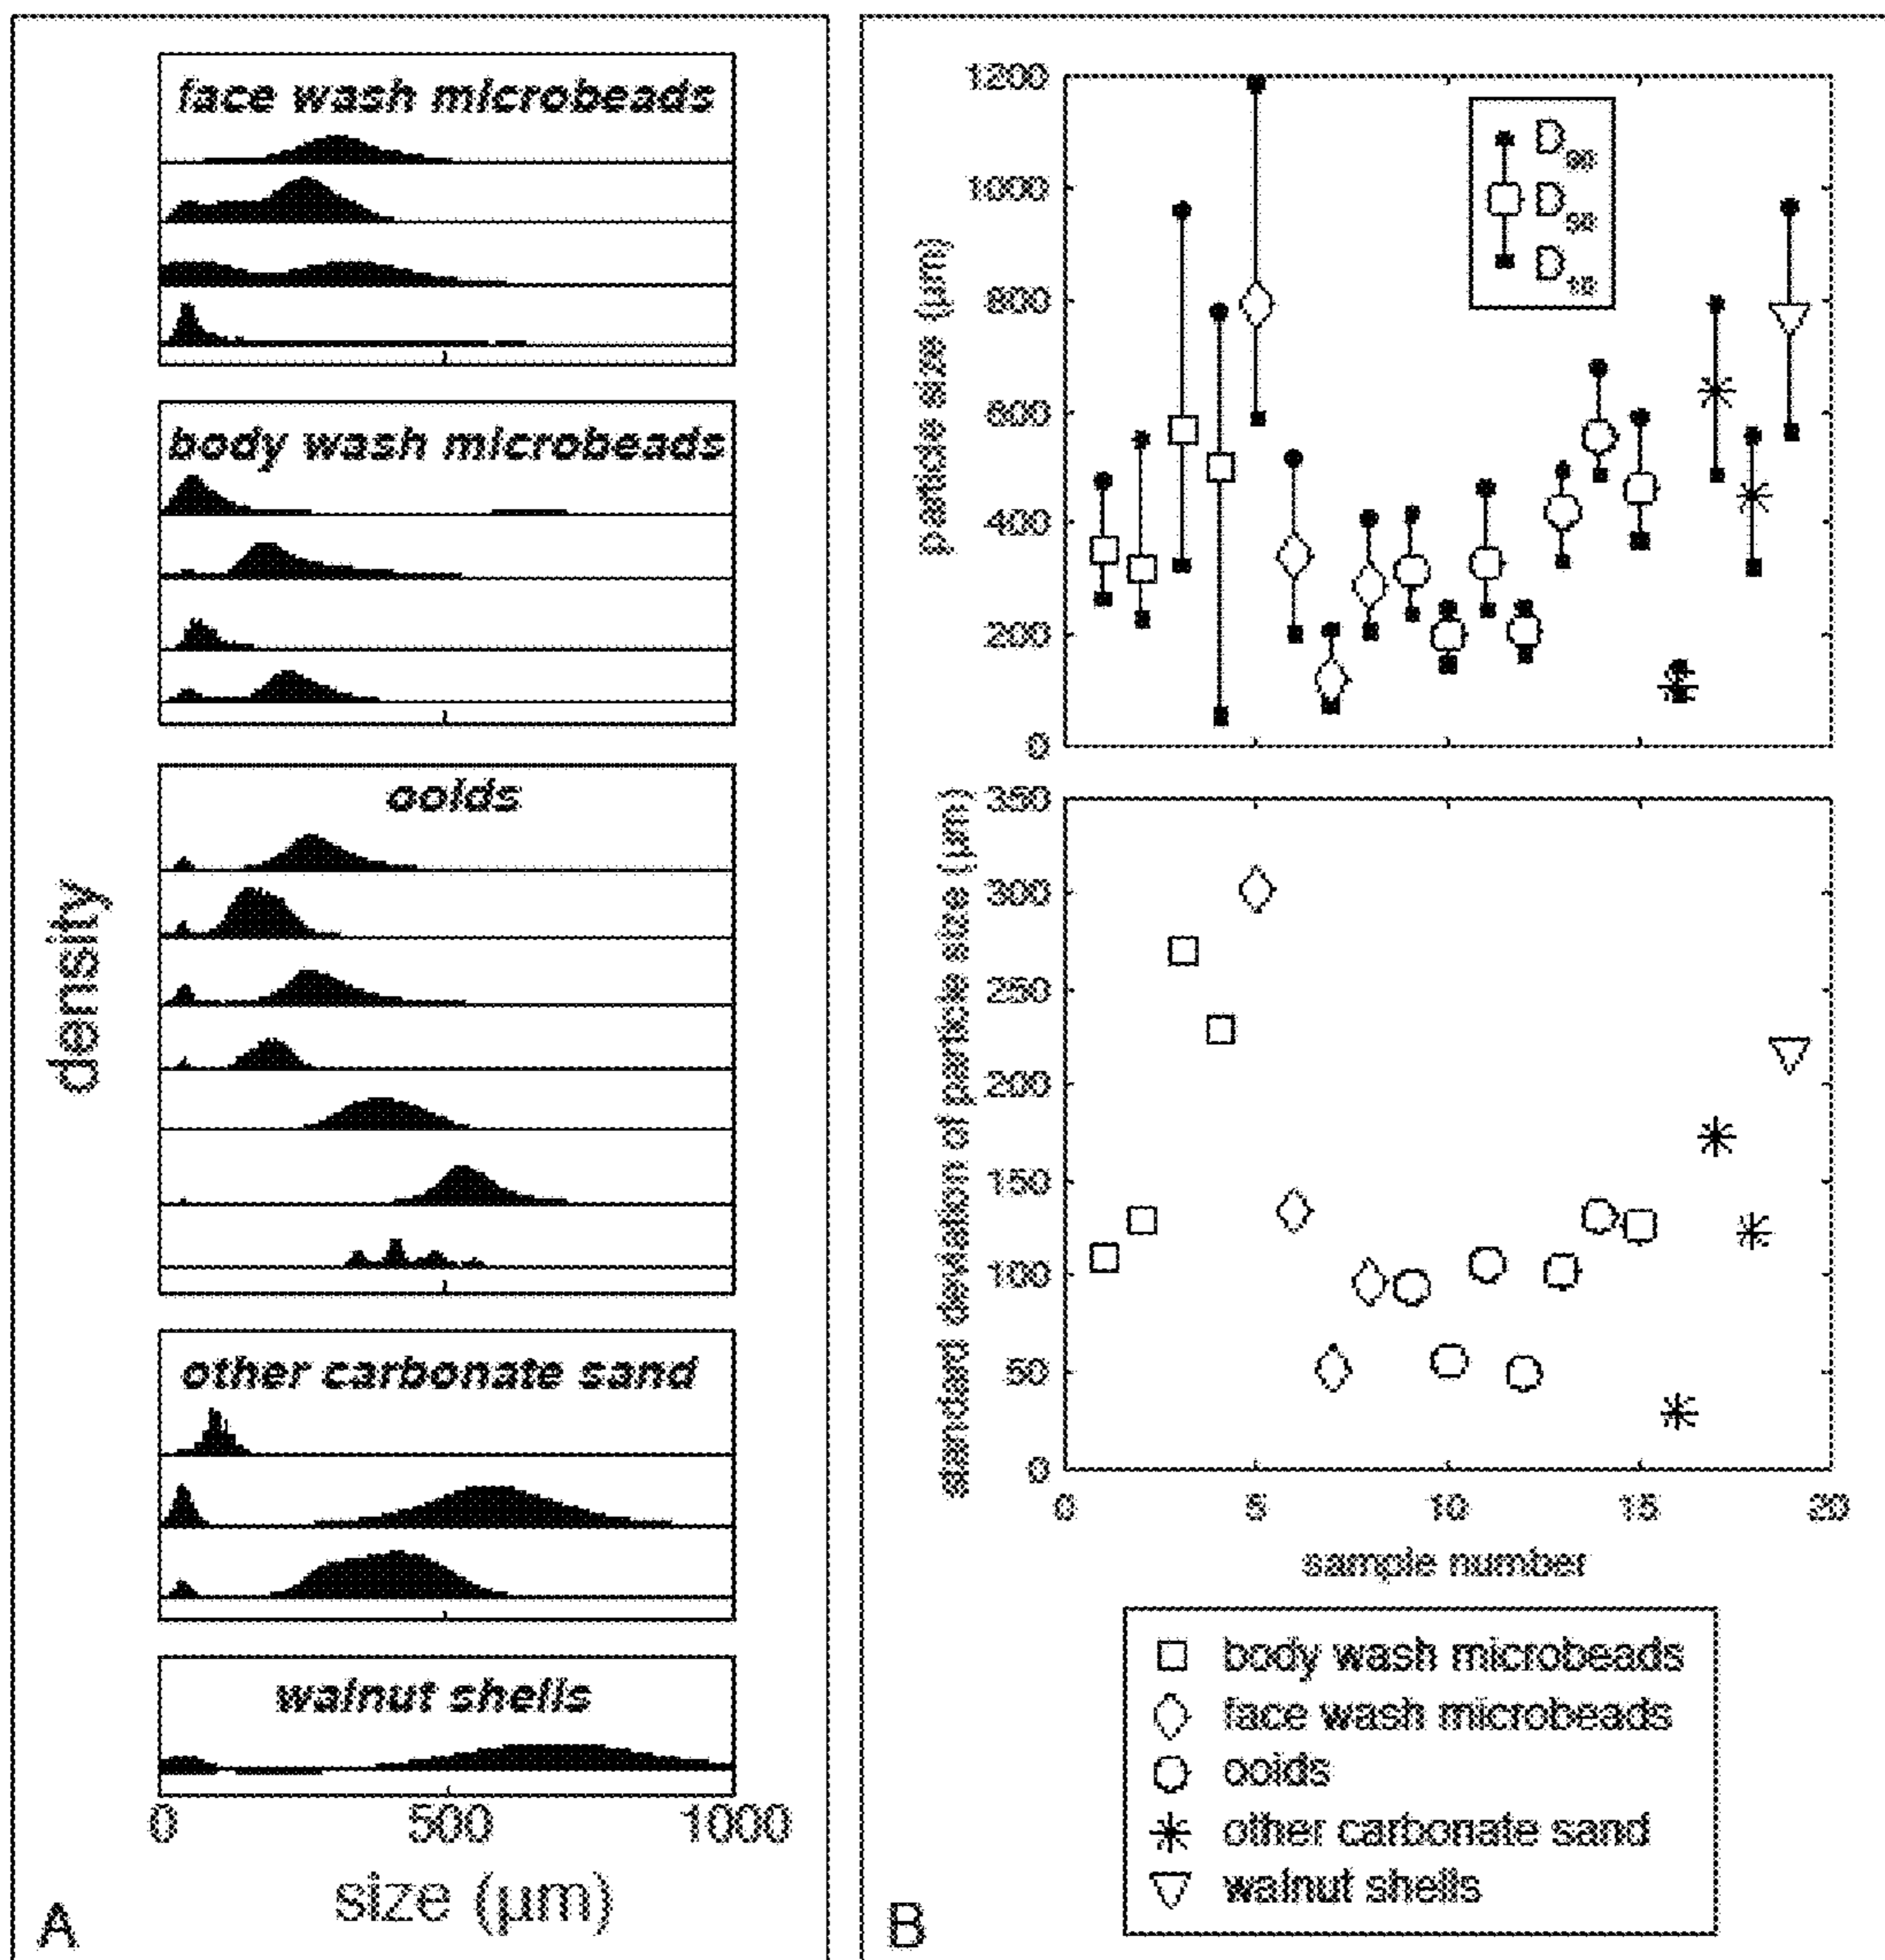 face wash microbeads
body wash microbeads
ooids
other carbonate sand
walnut shells
density
0 500 1000
size (µm)
A
1200
1000
800
600
400
200
0
particle size (µm)
D90
D50
D10
350
300
250
200
150
100
50
0
standard deviation of particle size (µm)
0 5 10 15 20
sample number
body wash microbeads
face wash microbeads
ooids
other carbonate sand
walnut shells
B